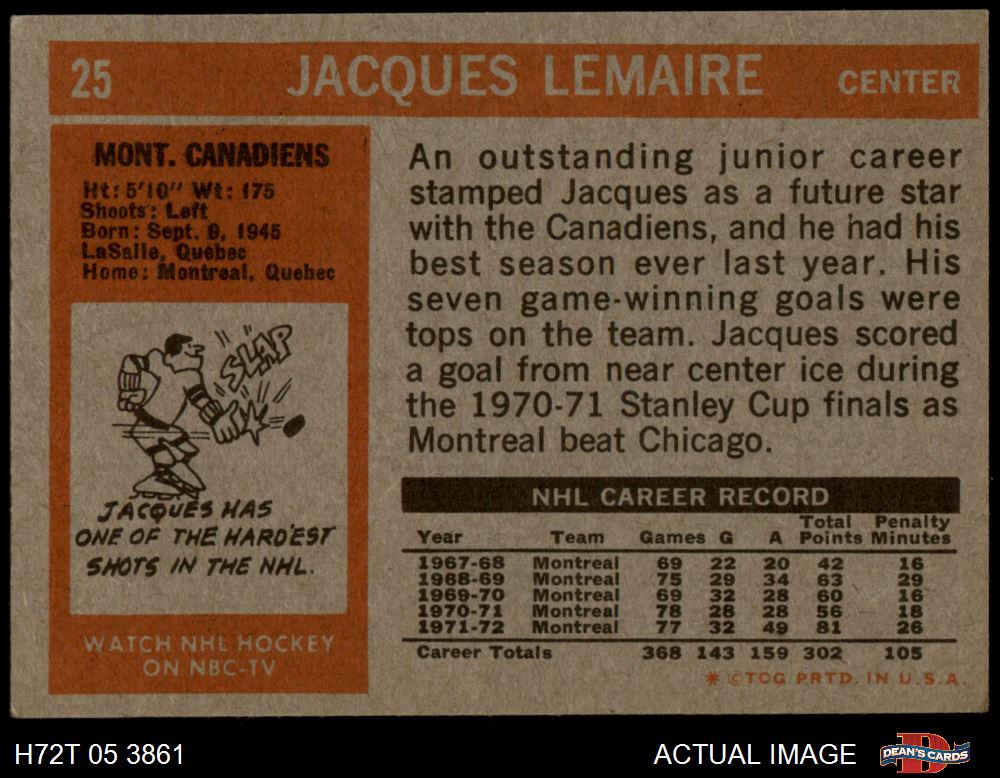 25 JACQUES LEMAIRE CENTER
MONT. CANADIENS
Ht: 5'10" Wt: 175
Shoots: Left
Born: Sept. 9, 1945
LaSalle, Quebec
Home: Montreal, Quebec
SLAP
JACQUES HAS
ONE OF THE HARDEST
SHOTS IN THE NHL.
WATCH NHL HOCKEY
ON NBC-TV
An outstanding junior career
stamped Jacques as a future star
with the Canadiens, and he had his
best season ever last year. His
seven game-winning goals were
tops on the team. Jacques scored
a goal from near center ice during
the 1970-71 Stanley Cup finals as
Montreal beat Chicago.
NHL CAREER RECORD
Year Team Games G A Total Points Penalty Minutes
1967-68 Montreal 69 22 20 42 16
1968-69 Montreal 75 29 34 63 29
1969-70 Montreal 69 32 28 60 16
1970-71 Montreal 78 28 28 56 18
1971-72 Montreal 77 32 49 81 26
Career Totals 368 143 159 302 105
* ©TCG PRTD. IN U.S.A.
H72T 05 3861 ACTUAL IMAGE DEAN'S CARDS